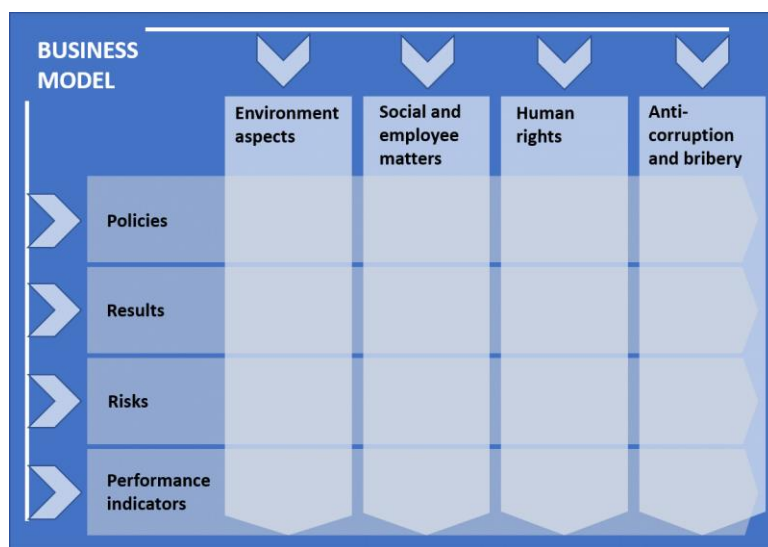 BUSINESS
MODEL
Environment
aspects
Social and
employee
matters
Human
rights
Anti-
corruption
and bribery
Policies
Results
Risks
Performance
indicators